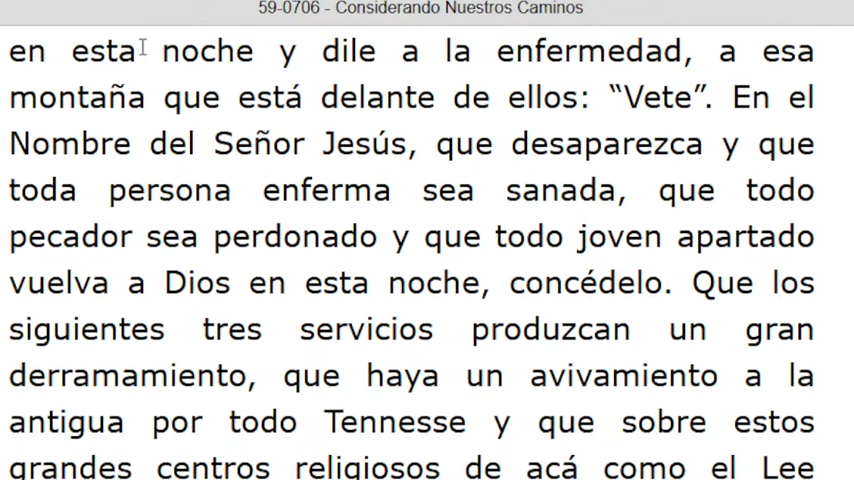 59-0706 - Considerando Nuestros Caminos
en esta noche y dile a la enfermedad, a esa
montaña que está delante de ellos: “Vete”. En el
Nombre del Señor Jesús, que desaparezca y que
toda persona enferma sea sanada, que todo
pecador sea perdonado y que todo joven apartado
vuelva a Dios en esta noche, concédelo. Que los
siguientes tres servicios produzcan un gran
derramamiento, que haya un avivamiento a la
antigua por todo Tennesse y que sobre estos
grandes centros religiosos de acá como el Lee